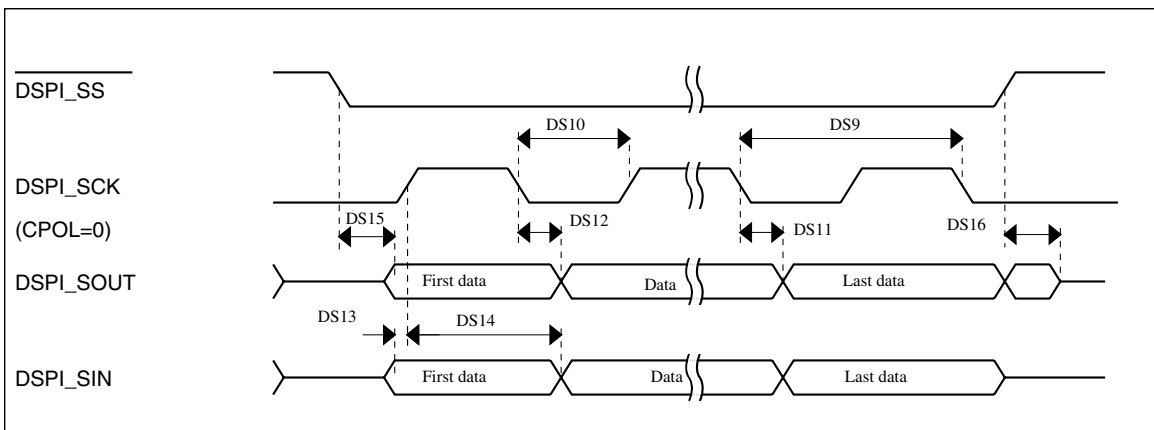 DSPI_SS
DS10
DS9
DSPI_SCK
(CPOL=0)
DS15
DS12
DS11
DS16
DSPI_SOUT
First data
Data
Last data
DS13
DS14
DSPI_SIN
First data
Data
Last data